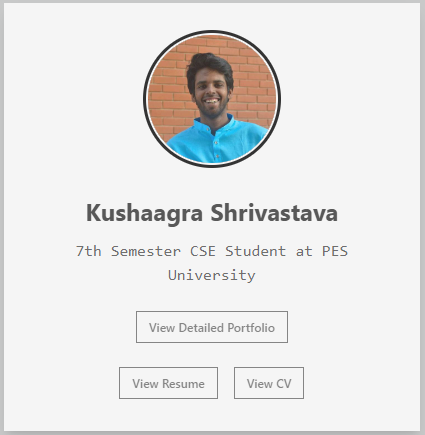 Kushaagra Shrivastava
7th Semester CSE Student at PES
University
View Detailed Portfolio
View Resume View CV